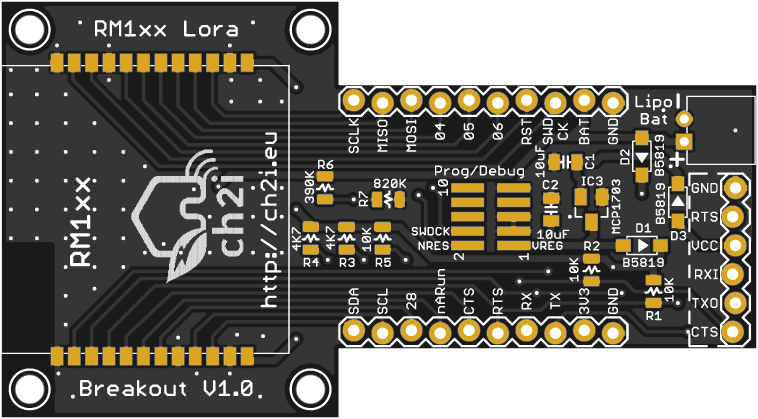 RM1xx Lora
RM1xx
ch2i
http://ch2i.eu
Breakout V1.0
SCLK
MISO
MOSI
04
05
06
RST
SWD
CK
BAT
GND
Lipo
Bat
+
R6
390K
R7
820K
4K7
R4
4K7
R3
10K
R5
Prog/Debug
10
SWDCK
NRES
2
1
VREG
10uF
C1
C2
10uF
IC3
MCP1703
D2
B5819
B5819
D3
D1
B5819
R2
10K
10K
R1
GND
RTS
VCC
RXI
TXO
CTS
SDA
SCL
28
nARun
CTS
RTS
RX
TX
3V3
GND